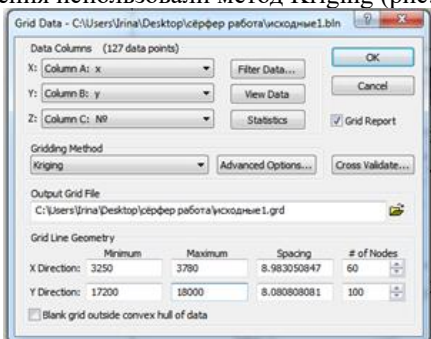 ния использовали метод Kriging (рис
Grid Data - C:\Users\Irina\Desktop\сёрфер работа\исходные1.bln
Data Columns (127 data points)
X: Column A: x Filter Data... OK
Y: Column B: y View Data Cancel
Z: Column C: № Statistics Grid Report
Gridding Method
Kriging Advanced Options... Cross Validate...
Output Grid File
C:\Users\Irina\Desktop\сёрфер работа\исходные1.grd
Grid Line Geometry
Minimum Maximum Spacing # of Nodes
X Direction: 3250 3780 8.983050847 60
Y Direction: 17200 18000 8.080808081 100
Blank grid outside convex hull of data